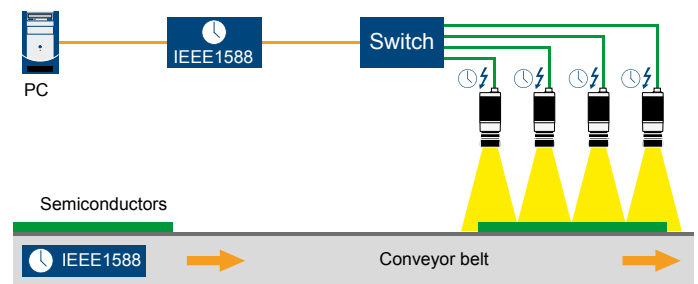 IEEE1588
Switch
PC
Semiconductors
IEEE1588
Conveyor belt